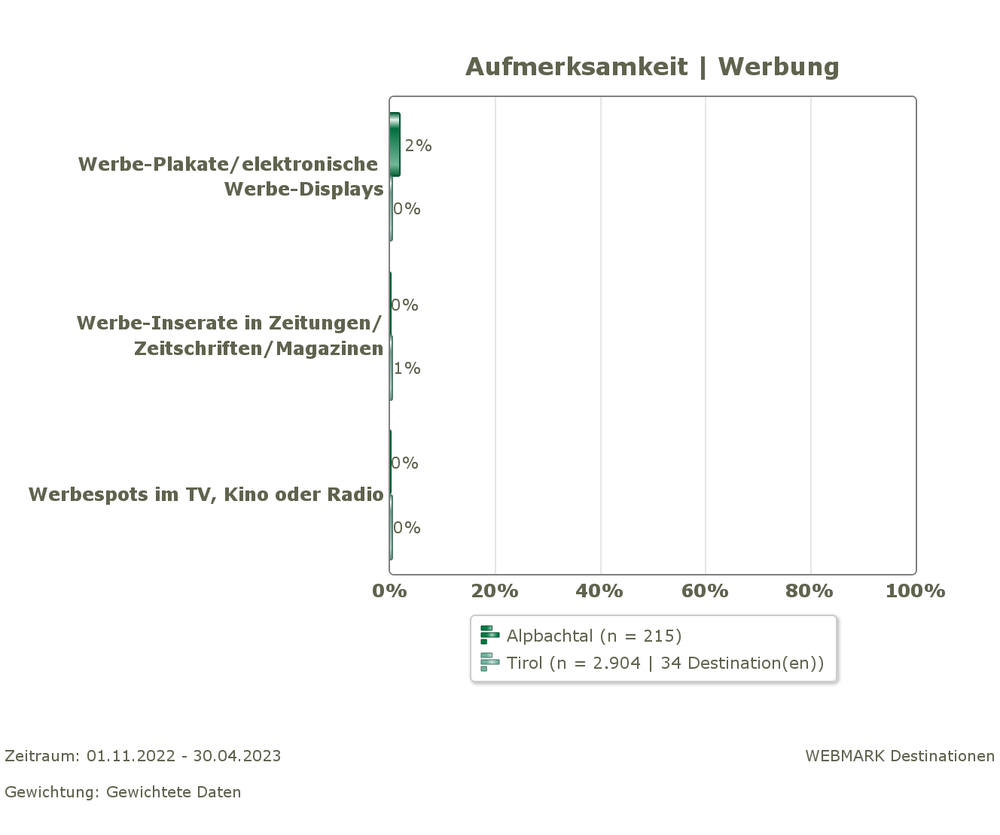 Aufmerksamkeit | Werbung
Werbe-Plakate/elektronische
Werbe-Displays
2%
0%
Werbe-Inserate in Zeitungen/
Zeitschriften/Magazinen
0%
1%
Werbespots im TV, Kino oder Radio
0%
0%
0% 20% 40% 60% 80% 100%
Alpbachtal (n = 215)
Tirol (n = 2.904 | 34 Destination(en))
Zeitraum: 01.11.2022 - 30.04.2023
WEBMARK Destinationen
Gewichtung: Gewichtete Daten